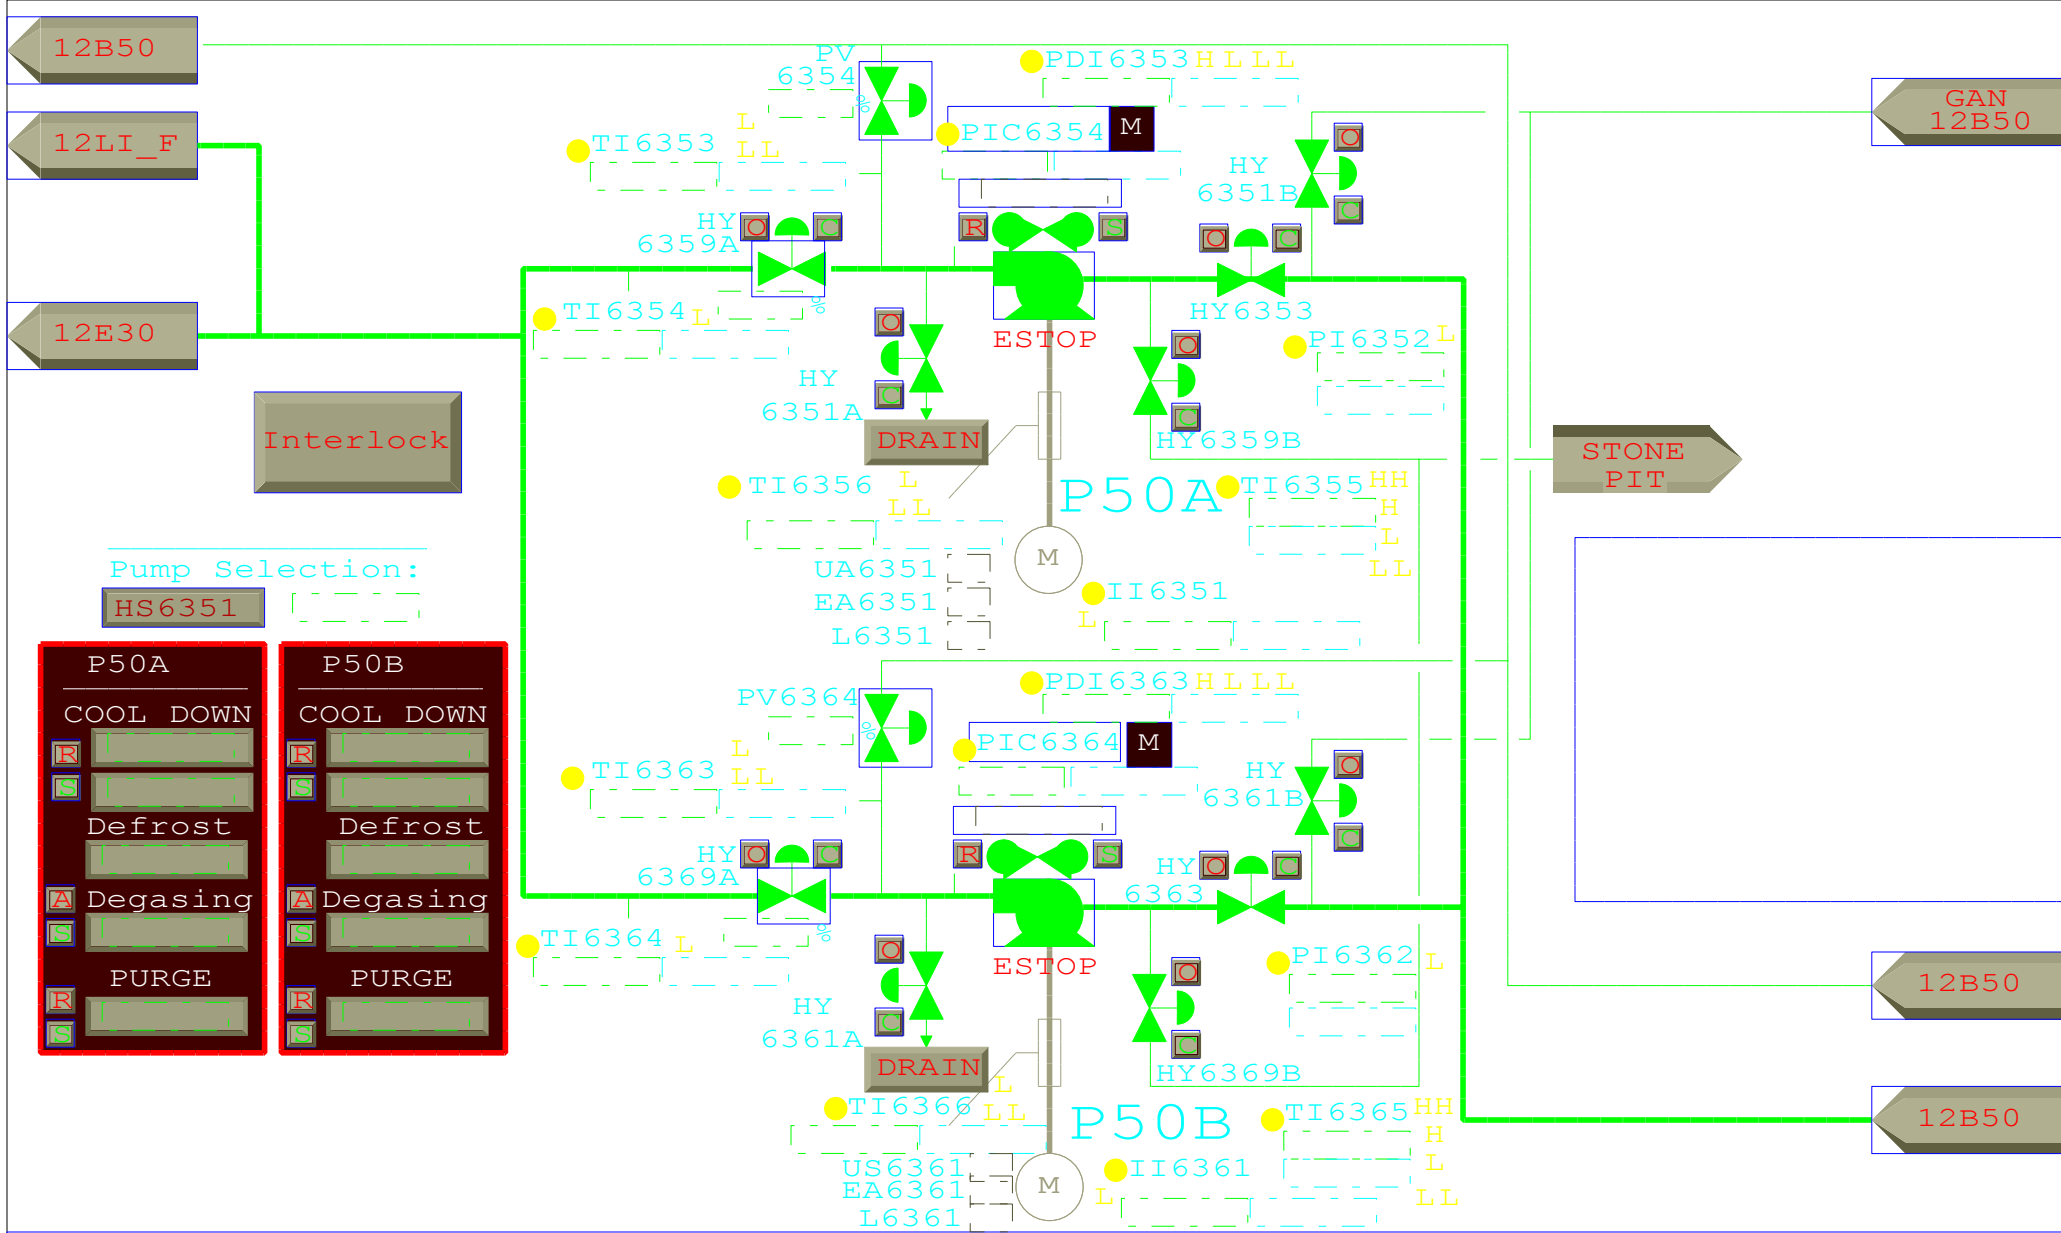 12B50
PV
6354
%
PDI6353 H L LL
GAN
12B50
12LI_F
TI6353
L
LL
PIC6354
M
O
HY
6351B
C
HY
6359A
O
C
R
S
O
C
12E30
TI6354 L
%
O
ESTOP
HY6353
O
PI6352 L
HY
6351A
C
C
Interlock
DRAIN
HY6359B
STONE
PIT
TI6356
L
LL
P50A
TI6355
HH
H
L
LL
M
Pump Selection:
HS6351
UA6351
EA6351
L6351
II6351
L
P50A
COOL DOWN
R
S
Defrost
A
Degasing
S
PURGE
R
S
P50B
COOL DOWN
R
S
Defrost
A
Degasing
S
PURGE
R
S
PV6364
%
PDI6363 H L LL
TI6363
L
LL
PIC6364
M
HY
6361B
O
C
HY
6369A
O
C
R
S
HY
6363
O
C
TI6364 L
%
O
ESTOP
O
PI6362 L
12B50
HY
6361A
C
C
DRAIN
HY6369B
TI6366
L
LL
P50B
TI6365
HH
H
L
LL
12B50
M
US6361
EA6361
L6361
II6361
L